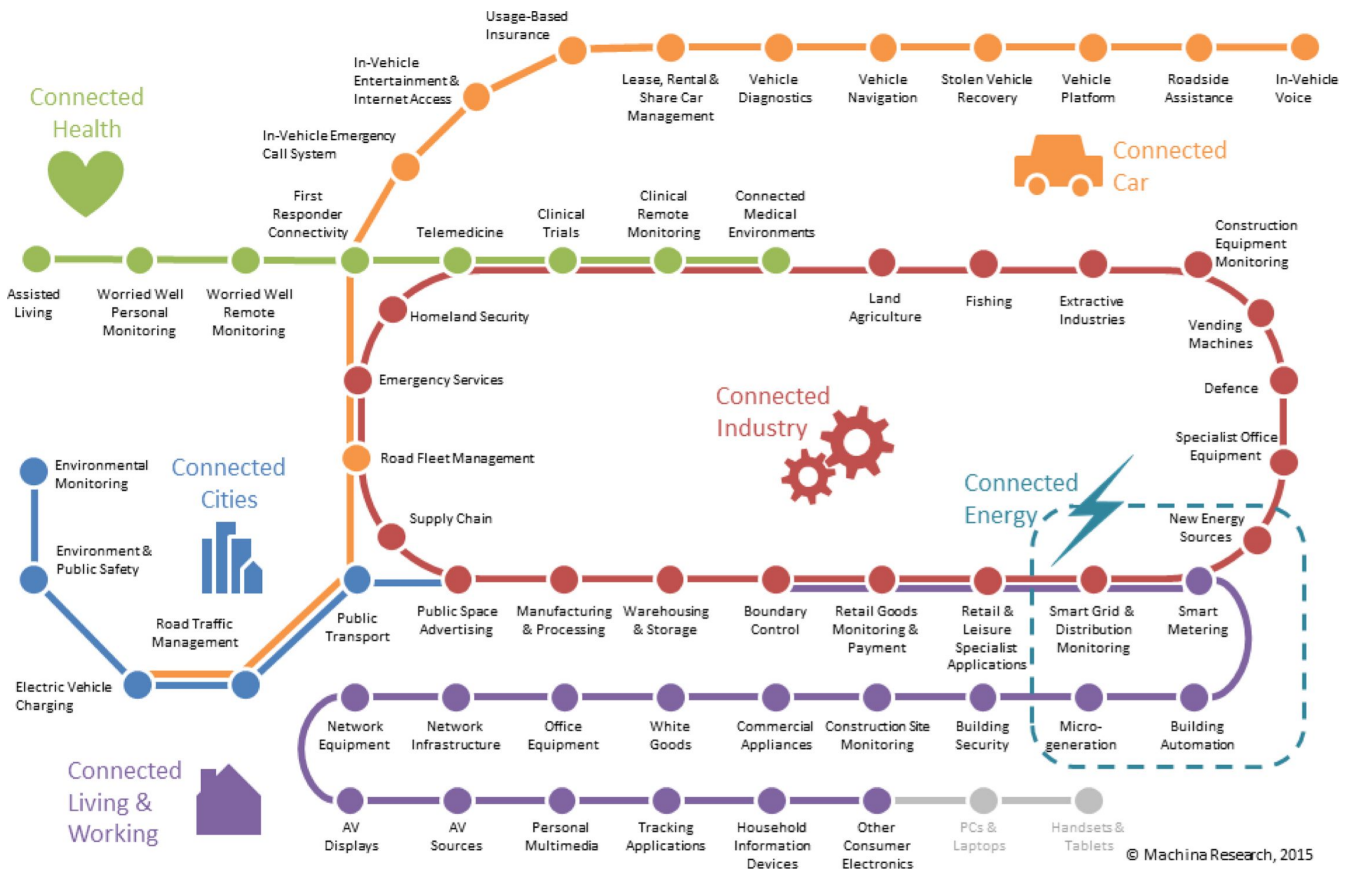 Usage-Based
Insurance
In-Vehicle
Entertainment &
Internet Access
In-Vehicle Emergency
Call System
Lease, Rental &
Share Car
Management
Vehicle
Diagnostics
Vehicle
Navigation
Stolen Vehicle
Recovery
Vehicle
Platform
Roadside
Assistance
In-Vehicle
Voice
Connected
Health
Connected
Car
First
Responder
Connectivity
Telemedicine
Clinical
Trials
Clinical
Remote
Monitoring
Connected
Medical
Environments
Construction
Equipment
Monitoring
Assisted
Living
Worried Well
Personal
Monitoring
Worried Well
Remote
Monitoring
Homeland Security
Land
Agriculture
Fishing
Extractive
Industries
Vending
Machines
Emergency Services
Defence
Connected
Industry
Road Fleet Management
Specialist Office
Equipment
Environmental
Monitoring
Connected
Cities
Connected
Energy
Supply Chain
New Energy
Sources
Environment &
Public Safety
Road Traffic
Management
Public
Transport
Public Space
Advertising
Manufacturing
& Processing
Warehousing
& Storage
Boundary
Control
Retail Goods
Monitoring &
Payment
Retail &
Leisure
Specialist
Applications
Smart Grid &
Distribution
Monitoring
Smart
Metering
Electric Vehicle
Charging
Network
Equipment
Network
Infrastructure
Office
Equipment
White
Goods
Commercial
Appliances
Construction Site
Monitoring
Building
Security
Micro-
generation
Building
Automation
Connected
Living &
Working
AV
Displays
AV
Sources
Personal
Multimedia
Tracking
Applications
Household
Information
Devices
Other
Consumer
Electronics
PCs &
Laptops
Handsets &
Tablets
© Machina Research, 2015